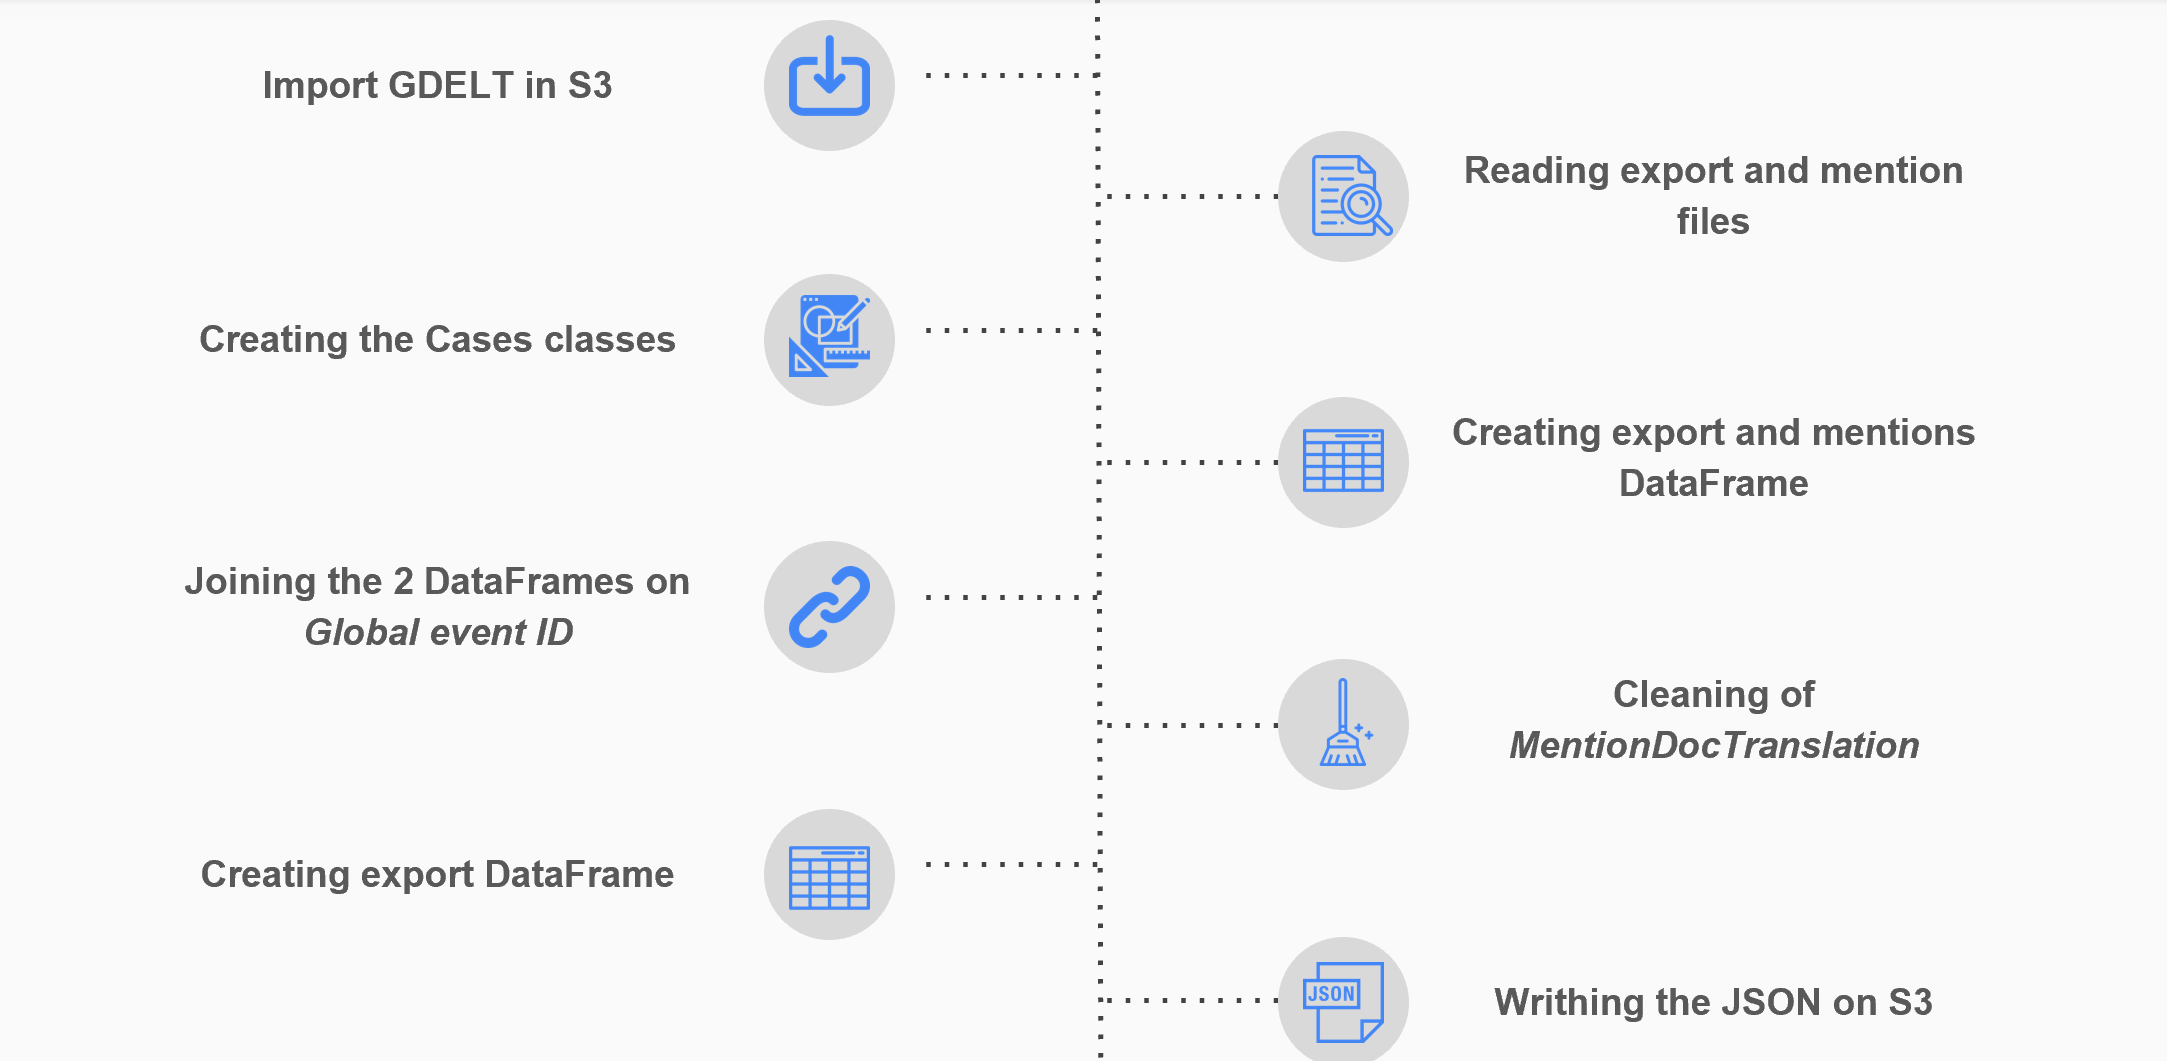 Import GDELT in S3
Reading export and mention
files
Creating the Cases classes
Creating export and mentions
DataFrame
Joining the 2 DataFrames on
Global event ID
Cleaning of
MentionDocTranslation
Creating export DataFrame
JSON
Writhing the JSON on S3